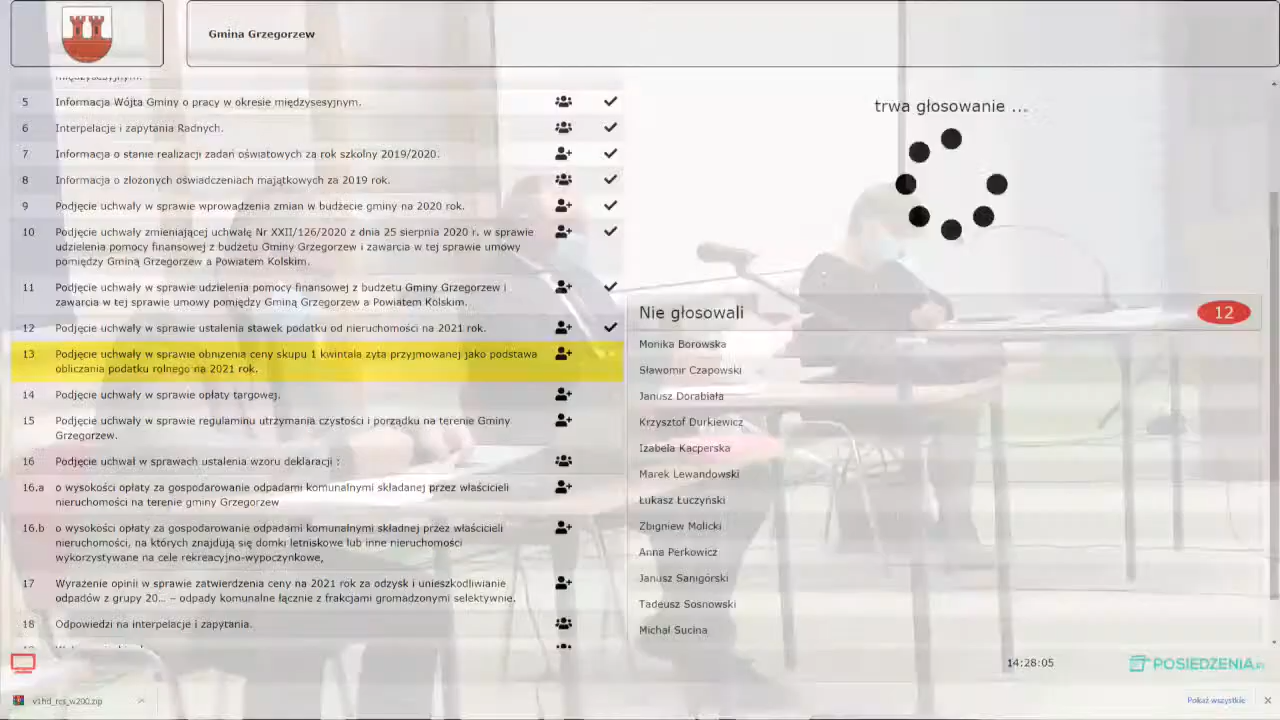 Gmina Grzegorzew
międzysesyjnym.
5 Informacja Wójta Gminy o pracy w okresie międzysesyjnym.
6 Interpelacje i zapytania Radnych.
7 Informacja o stanie realizacji zadań oświatowych za rok szkolny 2019/2020.
8 Informacja o złożonych oświadczeniach majątkowych za 2019 rok.
9 Podjęcie uchwały w sprawie wprowadzenia zmian w budżecie gminy na 2020 rok.
10 Podjęcie uchwały zmieniającej uchwałę Nr XXII/126/2020 z dnia 25 sierpnia 2020 r. w sprawie
udzielenia pomocy finansowej z budżetu Gminy Grzegorzew i zawarcia w tej sprawie umowy
pomiędzy Gminą Grzegorzew a Powiatem Kolskim.
11 Podjęcie uchwały w sprawie udzielenia pomocy finansowej z budżetu Gminy Grzegorzew i
zawarcia w tej sprawie umowy pomiędzy Gminą Grzegorzew a Powiatem Kolskim.
12 Podjęcie uchwały w sprawie ustalenia stawek podatku od nieruchomości na 2021 rok.
13 Podjęcie uchwały w sprawie obniżenia ceny skupu 1 kwintala żyta przyjmowanej jako podstawa
obliczania podatku rolnego na 2021 rok.
14 Podjęcie uchwały w sprawie opłaty targowej.
15 Podjęcie uchwały w sprawie regulaminu utrzymania czystości i porządku na terenie Gminy
Grzegorzew.
16 Podjęcie uchwał w sprawach ustalenia wzoru deklaracji :
16.a o wysokości opłaty za gospodarowanie odpadami komunalnymi składanej przez właścicieli
nieruchomości na terenie gminy Grzegorzew
16.b o wysokości opłaty za gospodarowanie odpadami komunalnymi składnej przez właścicieli
nieruchomości, na których znajdują się domki letniskowe lub inne nieruchomości
wykorzystywane na cele rekreacyjno-wypoczynkowe,
17 Wyrażenie opinii w sprawie zatwierdzenia ceny na 2021 rok za odzysk i unieszkodliwianie
odpadów z grupy 20... – odpady komunalne łącznie z frakcjami gromadzonymi selektywnie.
18 Odpowiedzi na interpelacje i zapytania.
trwa głosowanie ...
Nie głosowali 12
Monika Borowska
Sławomir Czapowski
Janusz Dorabiała
Krzysztof Durkiewicz
Izabela Kacperska
Marek Lewandowski
Łukasz Łuczyński
Zbigniew Molicki
Anna Perkowicz
Janusz Sanigórski
Tadeusz Sosnowski
Michał Sucina
14:28:05
POSIEDZENIA.PL
v1hd_rcs_w200.zip
Pokaż wszystkie